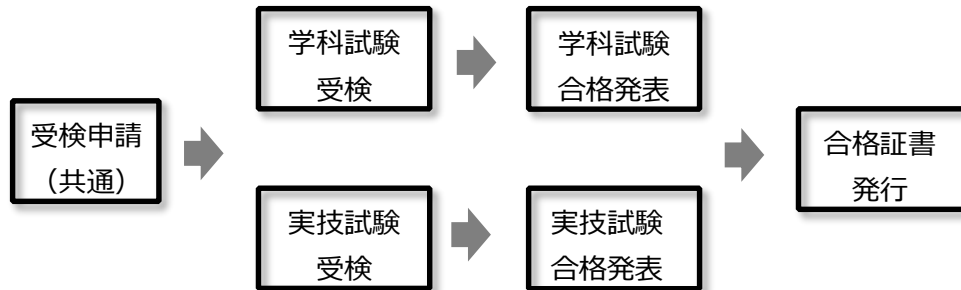 受検申請
（共通）
学科試験
受検
学科試験
合格発表
実技試験
受検
実技試験
合格発表
合格証書
発行